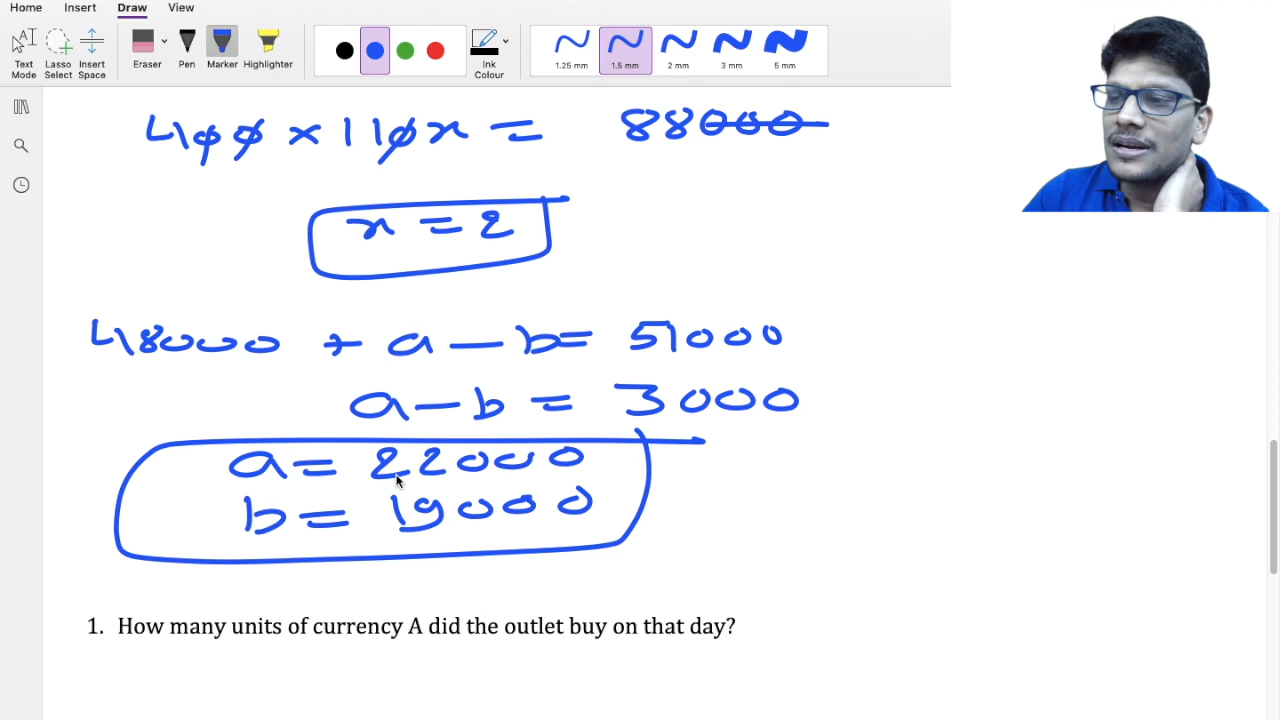 Home Insert Draw View
Text Mode Lasso Select Insert Space Eraser Pen Marker Highlighter Ink Colour 1.25 mm 1.5 mm 2 mm 3 mm 5 mm
400 × 110x = 88000
x = 2
48000 + a - b = 51000
a - b = 3000
a = 22000
b = 19000
1. How many units of currency A did the outlet buy on that day?